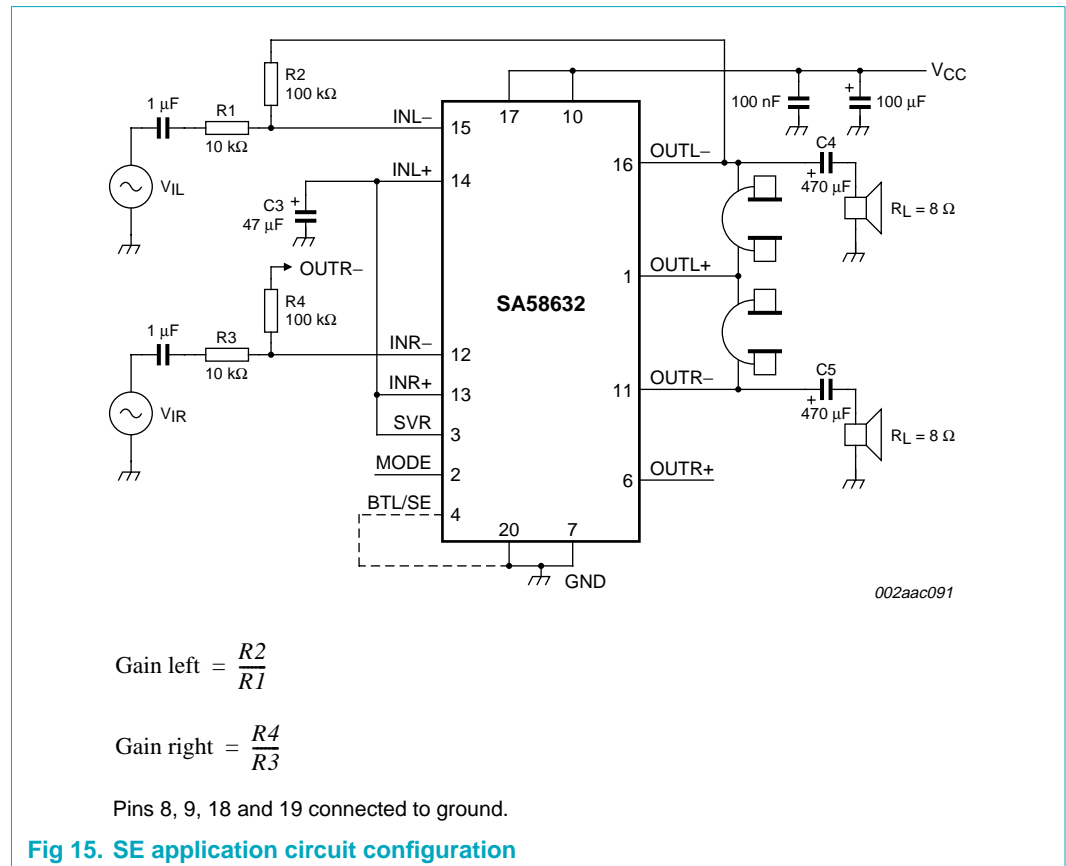 R2
100 kΩ
VCC
1 μF
R1
10 kΩ
INL−
15
17
10
100 nF
+
100 μF
VIL
INL+
14
16
OUTL−
C4
+
470 μF
RL = 8 Ω
C3
+
47 μF
OUTR−
1
OUTL+
SA58632
R4
100 kΩ
1 μF
R3
10 kΩ
INR−
12
INR+
13
11
OUTR−
C5
+
470 μF
RL = 8 Ω
VIR
SVR
3
MODE
2
6
OUTR+
BTL/SE
4
20
7
GND
002aac091
Gain left = R2
R1
Gain right = R4
R3
Pins 8, 9, 18 and 19 connected to ground.
Fig 15. SE application circuit configuration